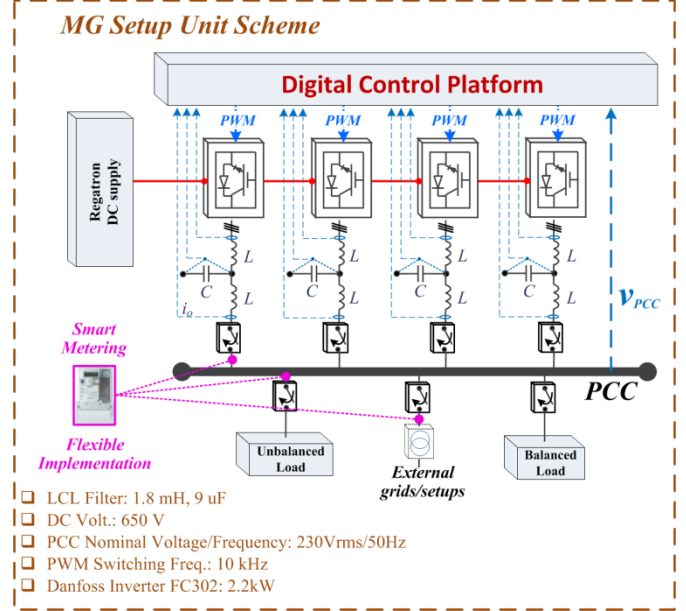 MG Setup Unit Scheme
Digital Control Platform
PWM PWM PWM PWM
Regatron
DC supply
L L L L
C C C C
i_o
L L L L
v_PCC
Smart
Metering
PCC
Flexible
Implementation
Unbalanced
Load
External
grids/setups
Balanced
Load
❑ LCL Filter: 1.8 mH, 9 uF
❑ DC Volt.: 650 V
❑ PCC Nominal Voltage/Frequency: 230Vrms/50Hz
❑ PWM Switching Freq.: 10 kHz
❑ Danfoss Inverter FC302: 2.2kW